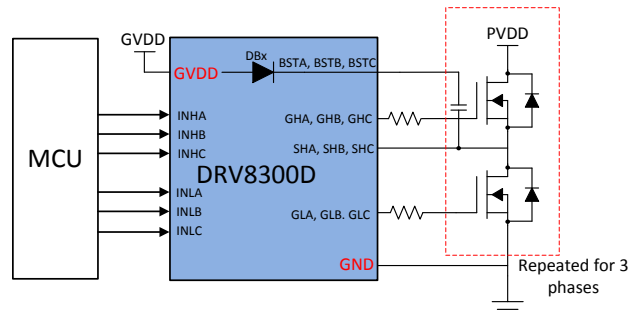 GVDD
PVDD
DBx
BSTA, BSTB, BSTC
GVDD
INHA
INHB
INHC
GHA, GHB, GHC
MCU
SHA, SHB, SHC
DRV8300D
INLA
INLB
INLC
GLA, GLB. GLC
GND
Repeated for 3
phases